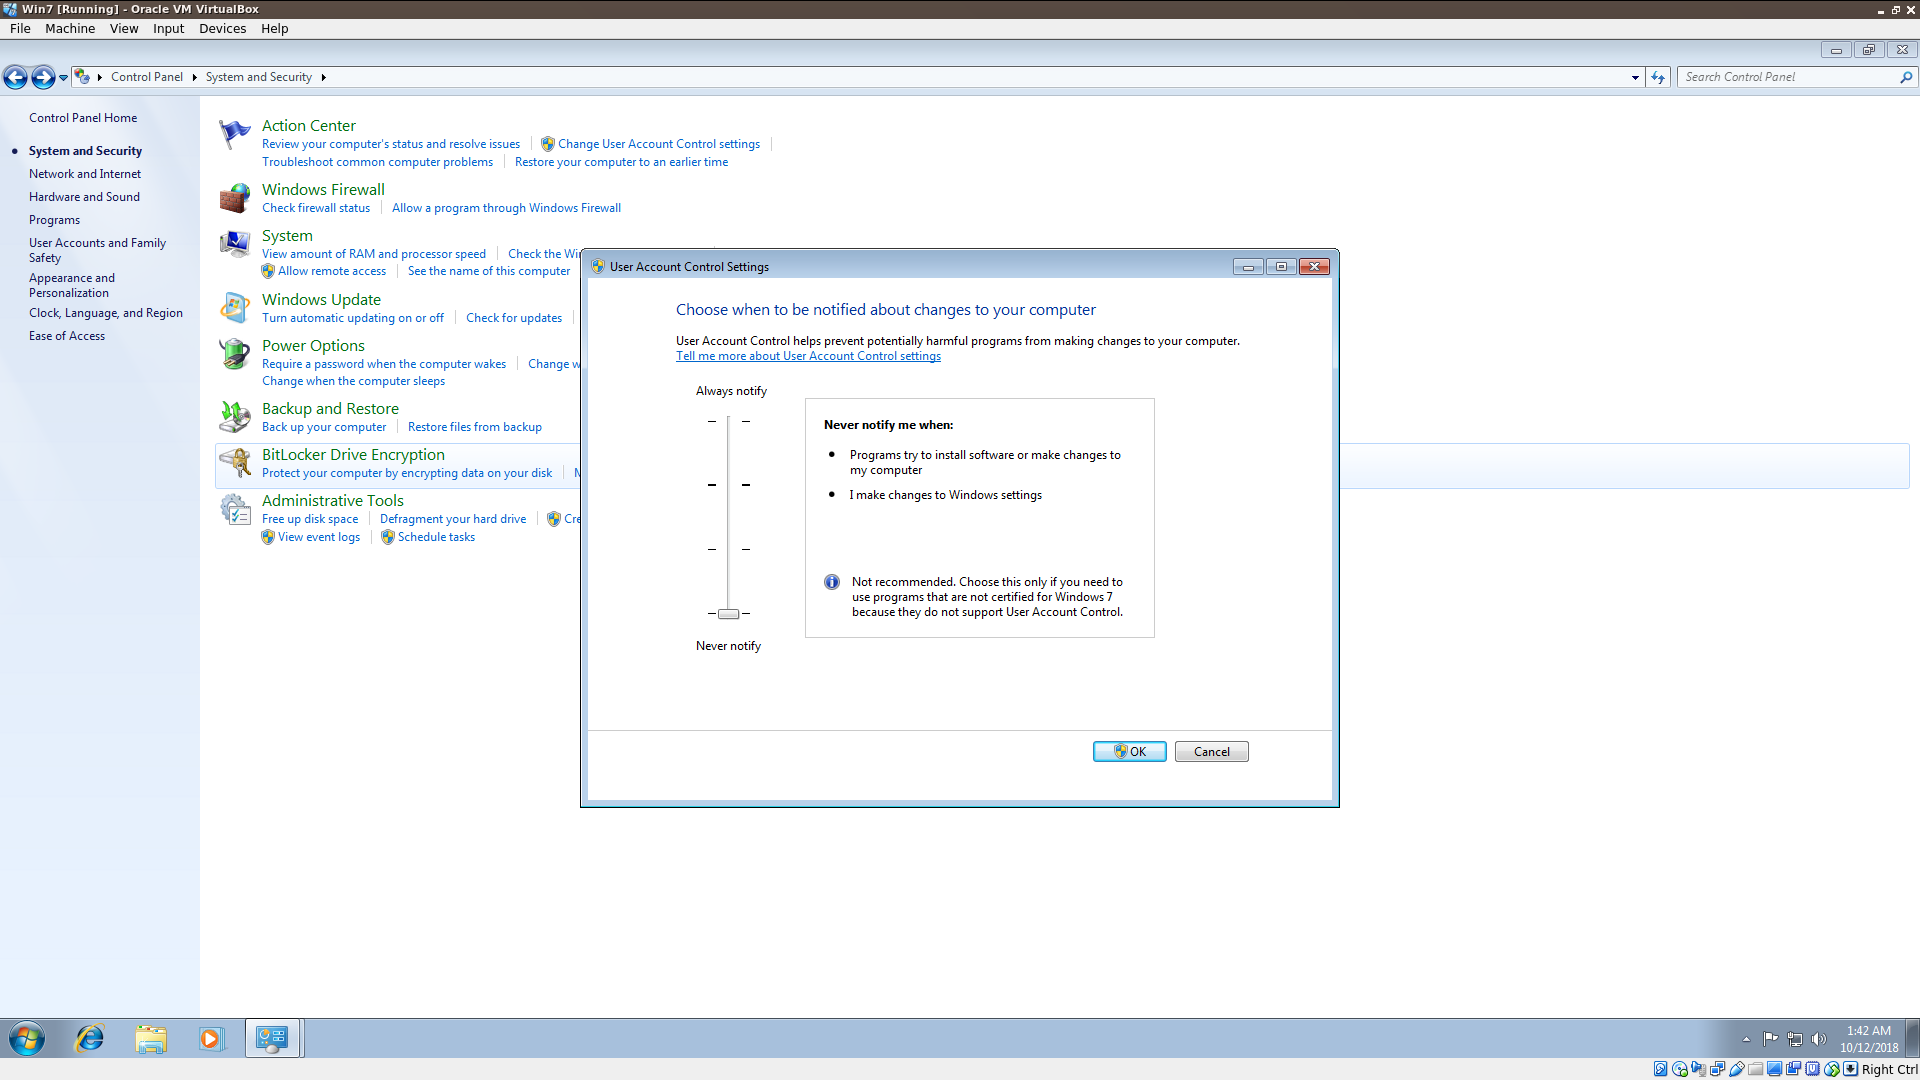 Win7 [Running] - Oracle VM VirtualBox
File Machine View Input Devices Help
Control Panel System and Security
Search Control Panel
Control Panel Home
System and Security
Network and Internet
Hardware and Sound
Programs
User Accounts and Family
Safety
Appearance and
Personalization
Clock, Language, and Region
Ease of Access
Action Center
Review your computer's status and resolve issues
Change User Account Control settings
Troubleshoot common computer problems
Restore your computer to an earlier time
Windows Firewall
Check firewall status
Allow a program through Windows Firewall
System
View amount of RAM and processor speed
Check the
Allow remote access
See the name of this computer
Windows Update
Turn automatic updating on or off
Check for updates
Power Options
Require a password when the computer wakes
Change
Change when the computer sleeps
Backup and Restore
Back up your computer
Restore files from backup
BitLocker Drive Encryption
Protect your computer by encrypting data on your disk
Administrative Tools
Free up disk space
Defragment your hard drive
View event logs
Schedule tasks
User Account Control Settings
Choose when to be notified about changes to your computer
User Account Control helps prevent potentially harmful programs from making changes to your computer.
Tell me more about User Account Control settings
Always notify
Never notify me when:
• Programs try to install software or make changes to
my computer
• I make changes to Windows settings
Not recommended. Choose this only if you need to
use programs that are not certified for Windows 7
because they do not support User Account Control.
Never notify
OK
Cancel
1:42 AM
10/12/2018
Right Ctrl